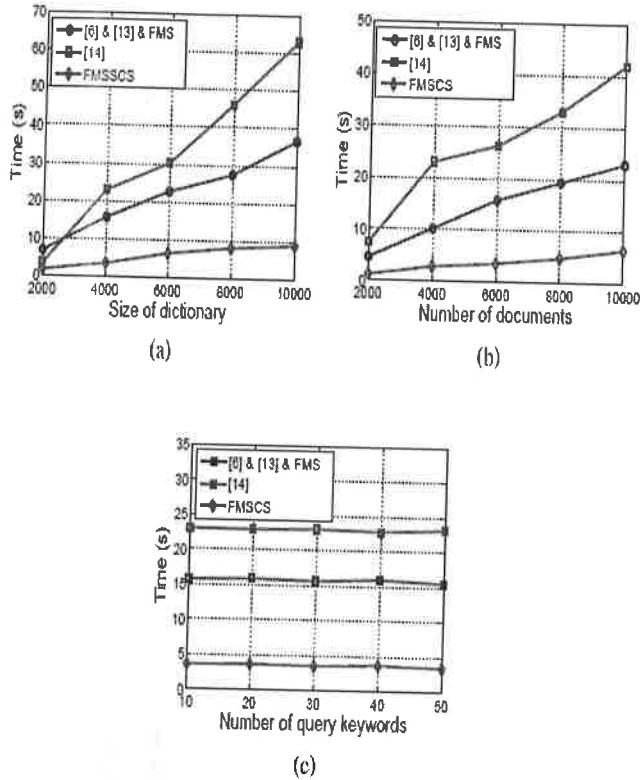 70
60
50
40
30
20
10
0
Time (s)
[6] & [13] & FMS
[14]
FMSSCS
2000 4000 6000 8000 10000
Size of dictionary
(a)
50
40
30
20
10
0
Time (s)
[6] & [13] & FMS
[14]
FMSCS
2000 4000 6000 8000 10000
Number of documents
(b)
35
30
25
20
15
10
5
0
Time (s)
[6] & [13] & FMS
[14]
FMSCS
10 20 30 40 50
Number of query keywords
(c)